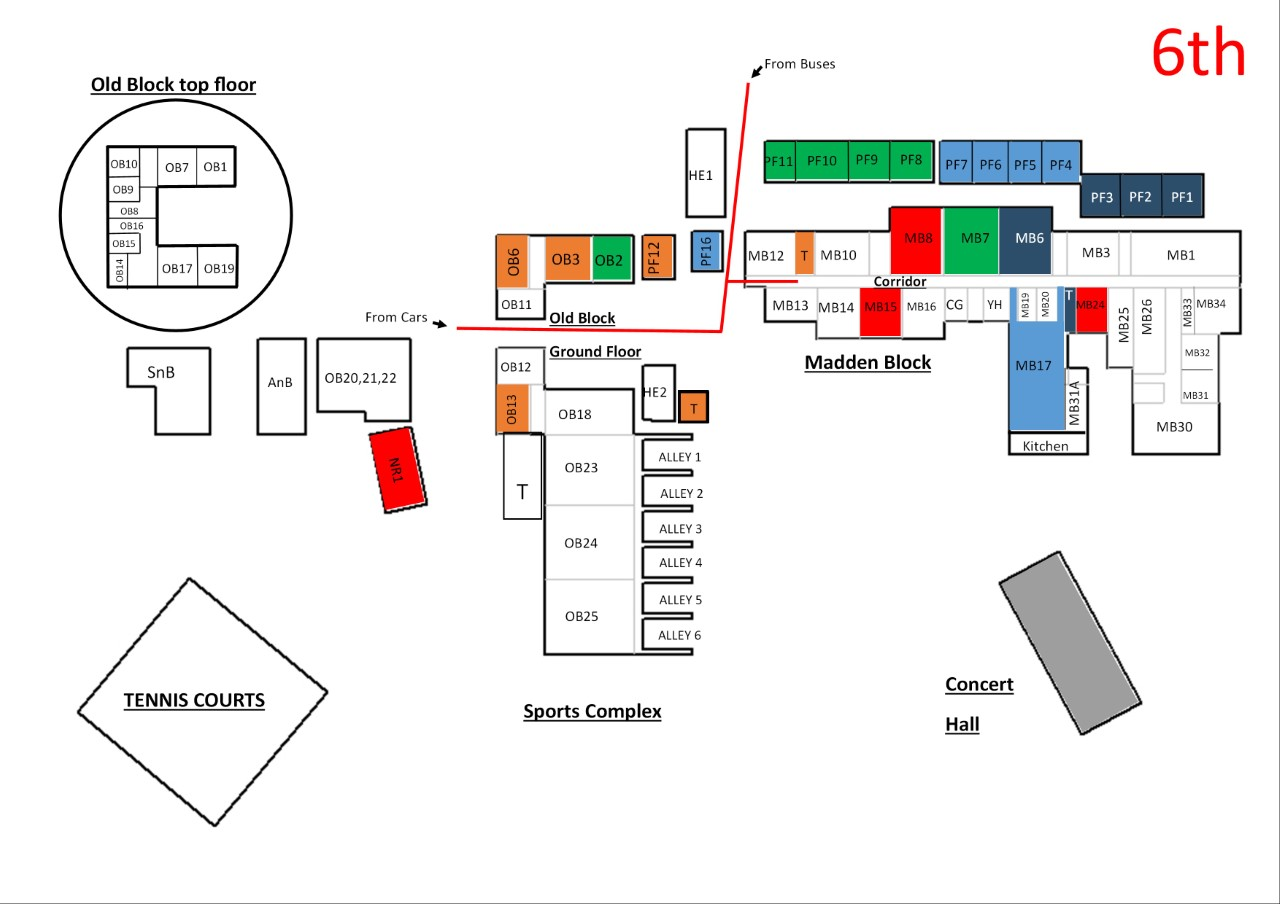 6th
From Buses
Old Block top floor
OB10
OB7
OB1
OB9
OB8
OB16
OB15
OB14
OB17
OB19
HE1
PF11
PF10
PF9
PF8
PF7
PF6
PF5
PF4
PF3
PF2
PF1
OB6
OB3
OB2
PF12
PF16
MB12
T
MB10
MB8
MB7
MB6
MB3
MB1
Corridor
OB11
MB13
MB14
MB15
MB16
CG
YH
MB19
MB20
T
MB24
MB25
MB26
MB33
MB34
From Cars
Old Block
Ground Floor
Madden Block
SnB
AnB
OB20,21,22
OB12
HE2
T
MB17
MB31A
MB32
MB31
OB13
OB18
MB30
Kitchen
NR1
T
OB23
ALLEY 1
ALLEY 2
OB24
ALLEY 3
ALLEY 4
OB25
ALLEY 5
ALLEY 6
TENNIS COURTS
Sports Complex
Concert
Hall